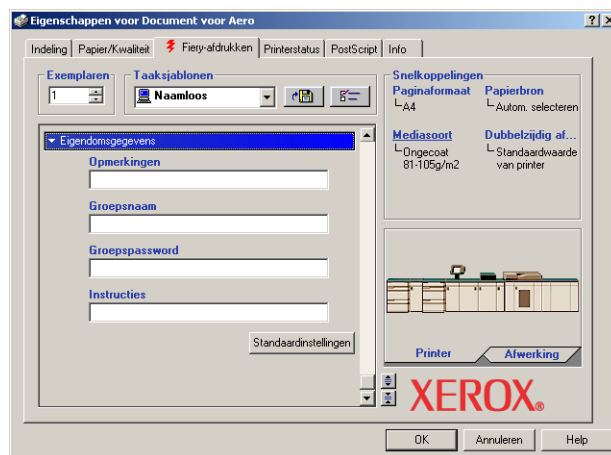 Eigenschappen voor Document voor Aero
Indeling Papier/Kwaliteit Fiery-afdrukken Printerstatus PostScript Info
Exemplaren
1
Taaksjablonen
Naamloos
Eigendomsgegevens
Opmerkingen
Groepsnaam
Groepspassword
Instructies
Standaardinstellingen
Snelkoppelingen
Paginaformaat Papierbron
A4 Autom. selecteren
Mediasoort Dubbelzijdig af...
Ongecoat Standaardwaarde
81-105g/m2 van printer
Printer Afwerking
XEROX®
OK Annuleren Help